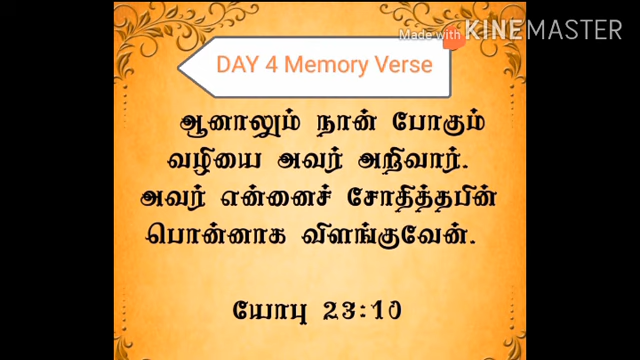 Made with KINEMASTER
DAY 4 Memory Verse
ஆனாலும் நான் போகும்
வழியை அவர் அறிவார்.
அவர் என்னைச் சோதித்தபின்
பொன்னாக விளங்குவேன்.
யோபு 23:10